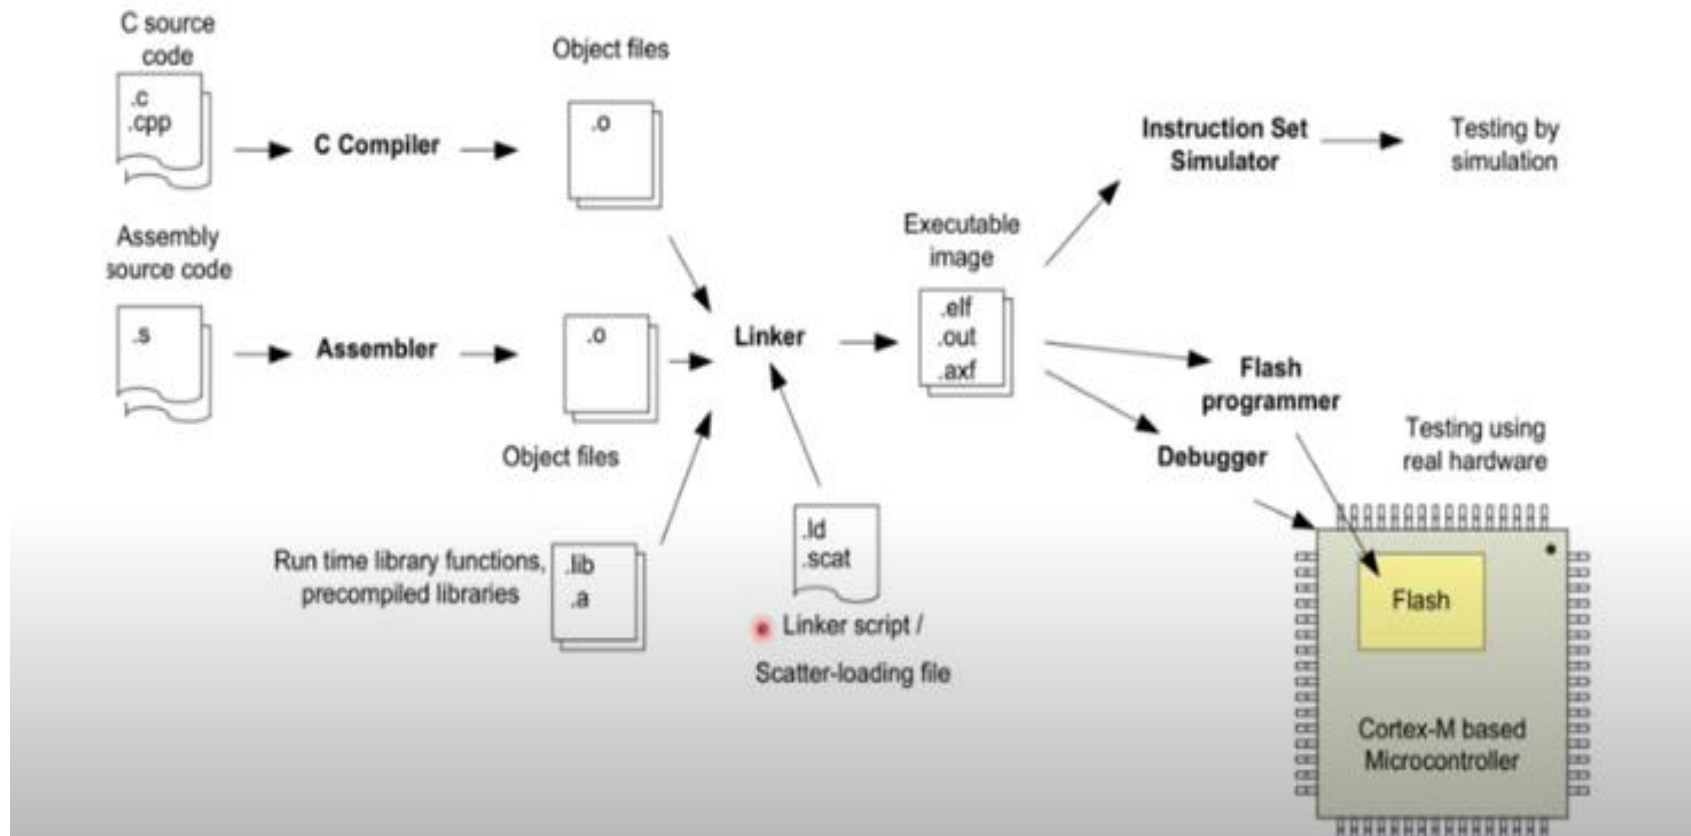 C source
code
.c
.cpp
C Compiler
Object files
.o
Assembly
source code
.s
Assembler
.o
Object files
Run time library functions,
precompiled libraries
.lib
.a
Linker
.ld
.scat
Linker script /
Scatter-loading file
Executable
image
.elf
.out
.axf
Instruction Set
Simulator
Testing by
simulation
Flash
programmer
Debugger
Testing using
real hardware
Flash
Cortex-M based
Microcontroller